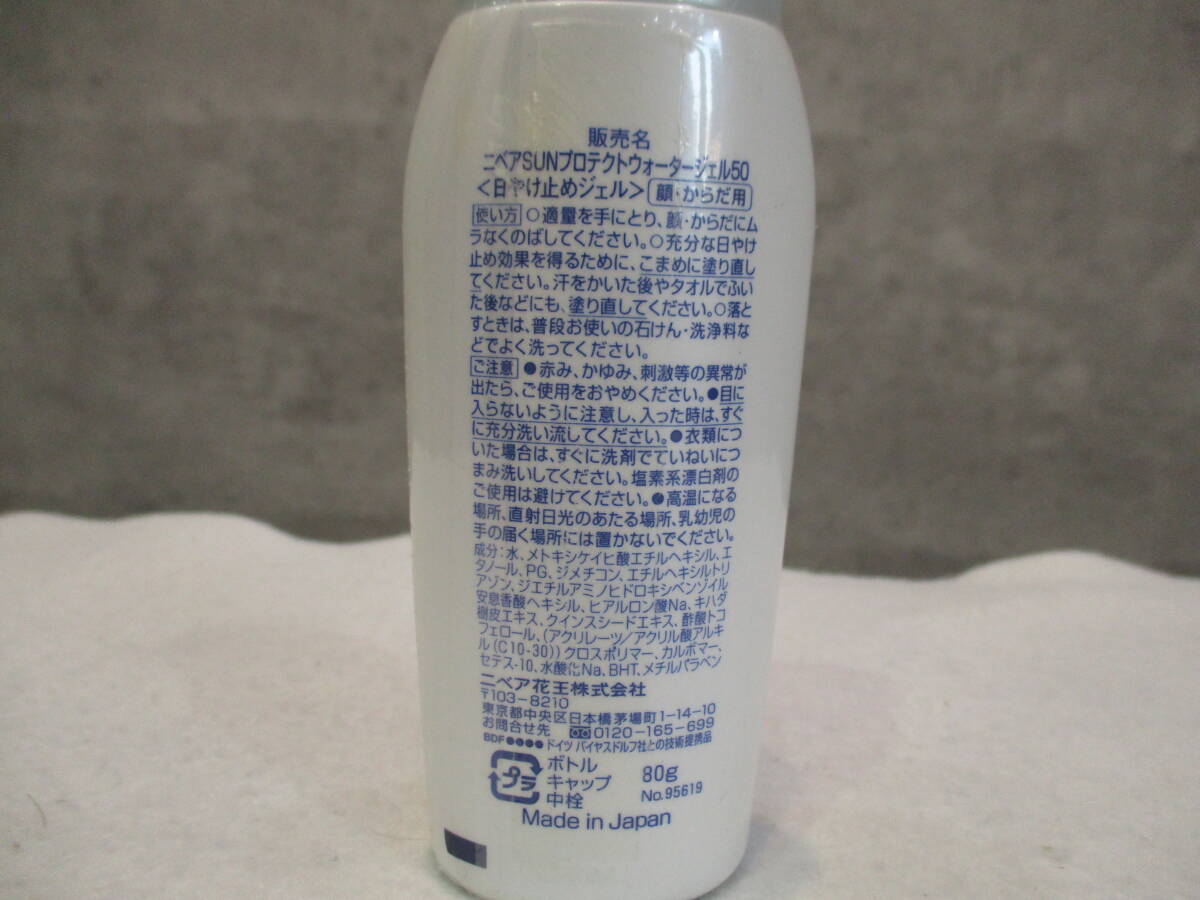 販売名
ニベアSUNプロテクトウォータージェル50
<日やけ止めジェル> 顔・からだ用
使い方 ○適量を手にとり、顔・からだにム
ラなくのばしてください。○充分な日やけ
止め効果を得るために、こまめに塗り直し
てください。汗をかいた後やタオルでふい
た後などにも、塗り直してください。○落と
すときは、普段お使いの石けん・洗浄料な
どでよく洗ってください。
ご注意 ●赤み、かゆみ、刺激等の異常が
出たら、ご使用をおやめください。●目に
入らないように注意し、入った時は、すぐ
に充分洗い流してください。●衣類につ
いた場合は、すぐに洗剤でていねいにつ
まみ洗いしてください。塩素系漂白剤の
ご使用は避けてください。●高温になる
場所、直射日光のあたる場所、乳幼児の
手の届く場所には置かないでください。
成分：水、メトキシケイヒ酸エチルヘキシル、エ
タノール、PG、ジメチコン、エチルヘキシルトリ
アゾン、ジエチルアミノヒドロキシベンゾイル
安息香酸ヘキシル、ヒアルロン酸Na、キハダ
樹皮エキス、クインスシードエキス、酢酸トコ
フェロール、(アクリレーツ/アクリル酸アルキ
ル(C10-30))クロスポリマー、カルボマー、
セテス-10、水酸化Na、BHT、メチルパラベン
ニベア花王株式会社
〒103-8210
東京都中央区日本橋茅場町1-14-10
お問合せ先 0120-165-699
BDF●●●● ドイツ バイヤスドルフ社との技術提携品
プラ ボトル
キャップ 80g
中栓 No.95619
Made in Japan